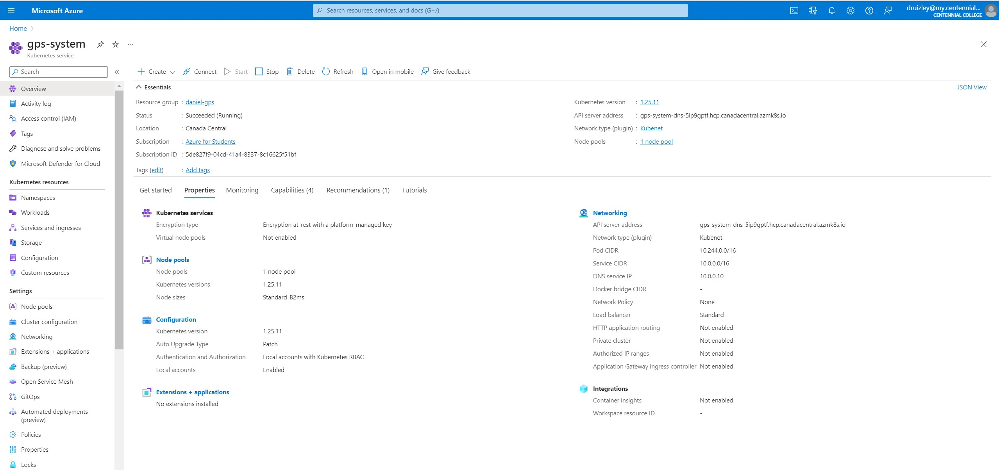 Microsoft Azure
Search resources, services, and docs (G+/)
druizley@my.centennial...
CENTENNIAL COLLEGE
Home
gps-system
...
Kubernetes service
Search
«
Create
Connect
Start
Stop
Delete
Refresh
Open in mobile
Give feedback
Overview
Activity log
Access control (IAM)
Tags
Diagnose and solve problems
Microsoft Defender for Cloud
Kubernetes resources
Namespaces
Workloads
Services and ingresses
Storage
Configuration
Custom resources
Settings
Node pools
Cluster configuration
Networking
Extensions + applications
Backup (preview)
Open Service Mesh
GitOps
Automated deployments
(preview)
Policies
Properties
Locks
Essentials
JSON View
Resource group : daniel-gps
Status : Succeeded (Running)
Location : Canada Central
Subscription : Azure for Students
Subscription ID : 5de827f9-04cd-41a4-8337-8c16625f51bf
Tags (edit) : Add tags
Kubernetes version : 1.25.11
API server address : gps-system-dns-5ip9gptf.hcp.canadacentral.azmk8s.io
Network type (plugin) : Kubenet
Node pools : 1 node pool
Get started
Properties
Monitoring
Capabilities (4)
Recommendations (1)
Tutorials
Kubernetes services
Encryption type Encryption at-rest with a platform-managed key
Virtual node pools Not enabled
Node pools
Node pools 1 node pool
Kubernetes versions 1.25.11
Node sizes Standard_B2ms
Configuration
Kubernetes version 1.25.11
Auto Upgrade Type Patch
Authentication and Authorization Local accounts with Kubernetes RBAC
Local accounts Enabled
Extensions + applications
No extensions installed
Networking
API server address gps-system-dns-5ip9gptf.hcp.canadacentral.azmk8s.io
Network type (plugin) Kubenet
Pod CIDR 10.244.0.0/16
Service CIDR 10.0.0.0/16
DNS service IP 10.0.0.10
Docker bridge CIDR -
Network Policy None
Load balancer Standard
HTTP application routing Not enabled
Private cluster Not enabled
Authorized IP ranges Not enabled
Application Gateway ingress controller Not enabled
Integrations
Container insights Not enabled
Workspace resource ID -